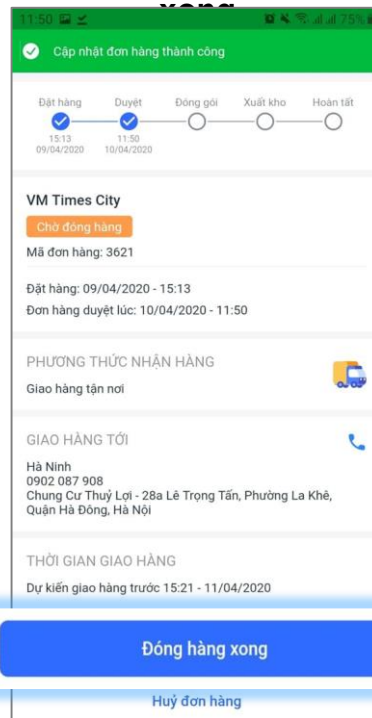 xong
11:50 75%
Cập nhật đơn hàng thành công
Đặt hàng Duyệt Đóng gói Xuất kho Hoàn tất
15:13 11:50
09/04/2020 10/04/2020
VM Times City
Chờ đóng hàng
Mã đơn hàng: 3621
Đặt hàng: 09/04/2020 - 15:13
Đơn hàng duyệt lúc: 10/04/2020 - 11:50
PHƯƠNG THỨC NHẬN HÀNG
Giao hàng tận nơi
GIAO HÀNG TỚI
Hà Ninh
0902 087 908
Chung Cư Thuỷ Lợi - 28a Lê Trọng Tấn, Phường La Khê,
Quận Hà Đông, Hà Nội
THỜI GIAN GIAO HÀNG
Dự kiến giao hàng trước 15:21 - 11/04/2020
Đóng hàng xong
Huỷ đơn hàng